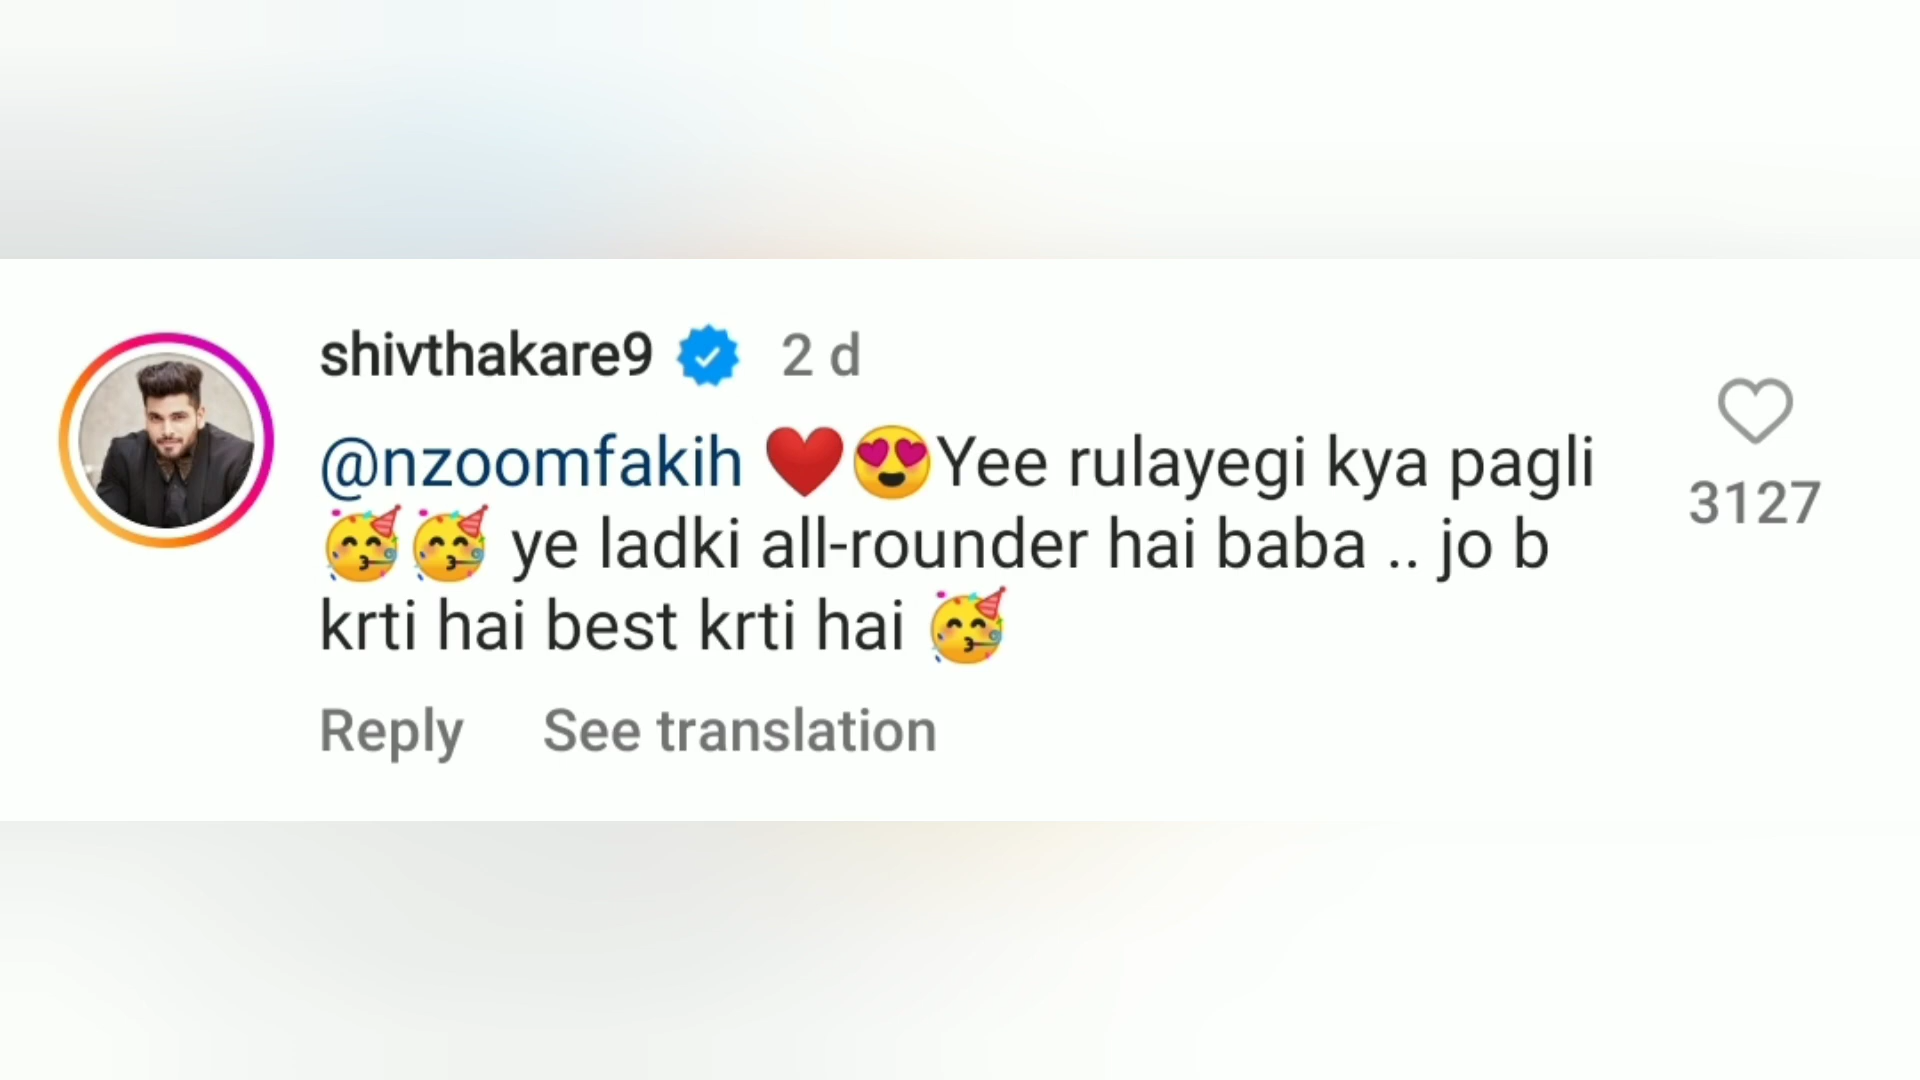 shivthakare9 2 d
@nzoomfakih ❤️😍Yee rulayegi kya pagli
🥳🥳 ye ladki all-rounder hai baba .. jo b
krti hai best krti hai 🥳
3127
Reply See translation